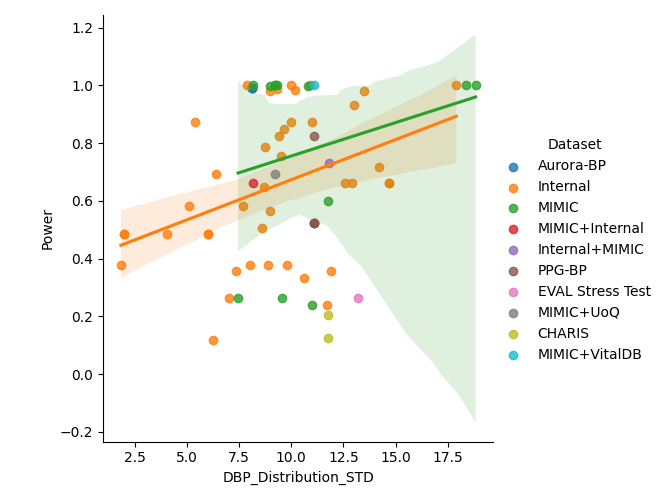 1.2
1.0
0.8
0.6
0.4
0.2
0.0
−0.2
Power
2.5 5.0 7.5 10.0 12.5 15.0 17.5
DBP_Distribution_STD
Dataset
Aurora-BP
Internal
MIMIC
MIMIC+Internal
Internal+MIMIC
PPG-BP
EVAL Stress Test
MIMIC+UoQ
CHARIS
MIMIC+VitalDB